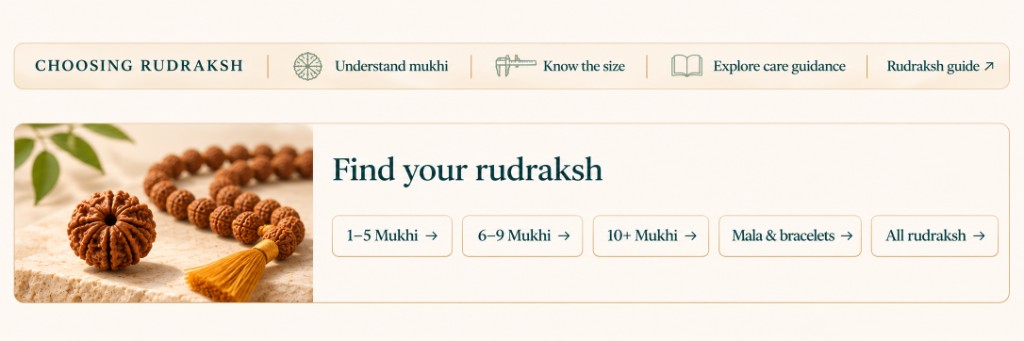 CHOOSING RUDRAKSH
Understand mukhi
Know the size
Explore care guidance
Rudraksh guide ↗
Find your rudraksh
1–5 Mukhi →
6–9 Mukhi →
10+ Mukhi →
Mala & bracelets →
All rudraksh →